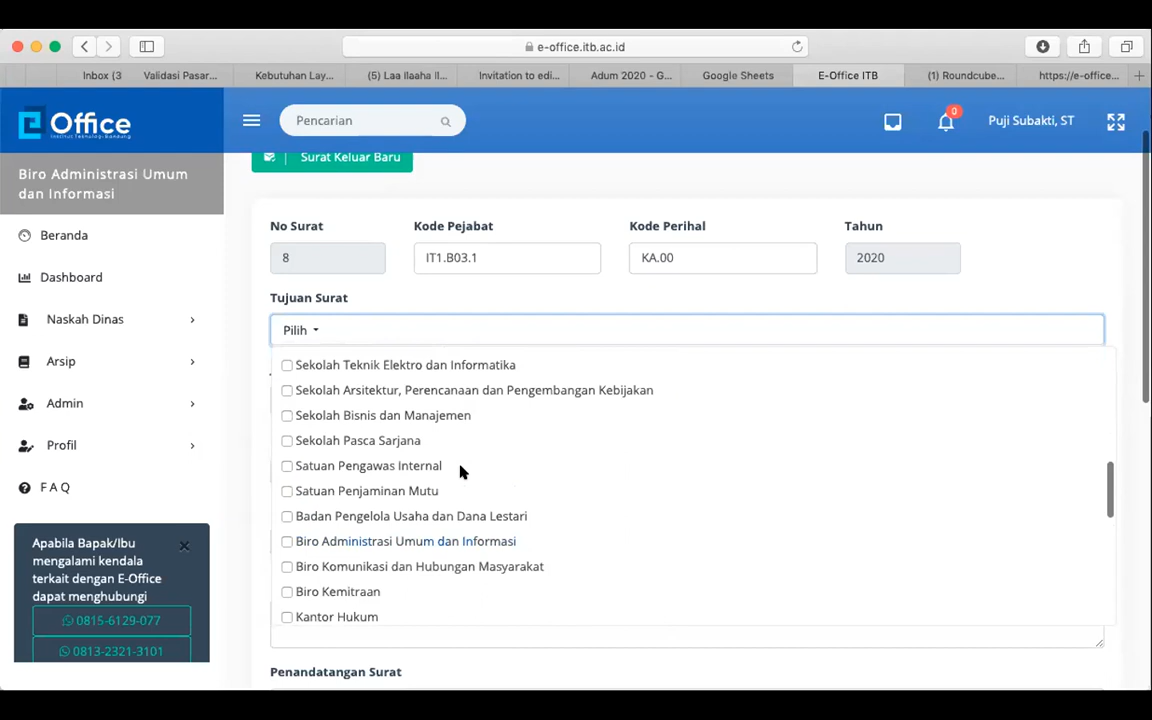 e-office.itb.ac.id
Inbox (3
Validasi Pasar...
Kebutuhan Lay...
(5) Laa ilaaha Il...
Invitation to edi...
Adum 2020 – G...
Google Sheets
E-Office ITB
(1) Roundcube...
https://e-office...
Office
Institut Teknologi Bandung
Pencarian
0
Puji Subakti, ST
Biro Administrasi Umum
dan Informasi
Beranda
Dashboard
Naskah Dinas
Arsip
Admin
Profil
F A Q
Apabila Bapak/Ibu
mengalami kendala
terkait dengan E-Office
dapat menghubungi
0815-6129-077
0813-2321-3101
Surat Keluar Baru
No Surat
Kode Pejabat
Kode Perihal
Tahun
8
IT1.B03.1
KA.00
2020
Tujuan Surat
Pilih
Sekolah Teknik Elektro dan Informatika
Sekolah Arsitektur, Perencanaan dan Pengembangan Kebijakan
Sekolah Bisnis dan Manajemen
Sekolah Pasca Sarjana
Satuan Pengawas Internal
Satuan Penjaminan Mutu
Badan Pengelola Usaha dan Dana Lestari
Biro Administrasi Umum dan Informasi
Biro Komunikasi dan Hubungan Masyarakat
Biro Kemitraan
Kantor Hukum
Penandatangan Surat